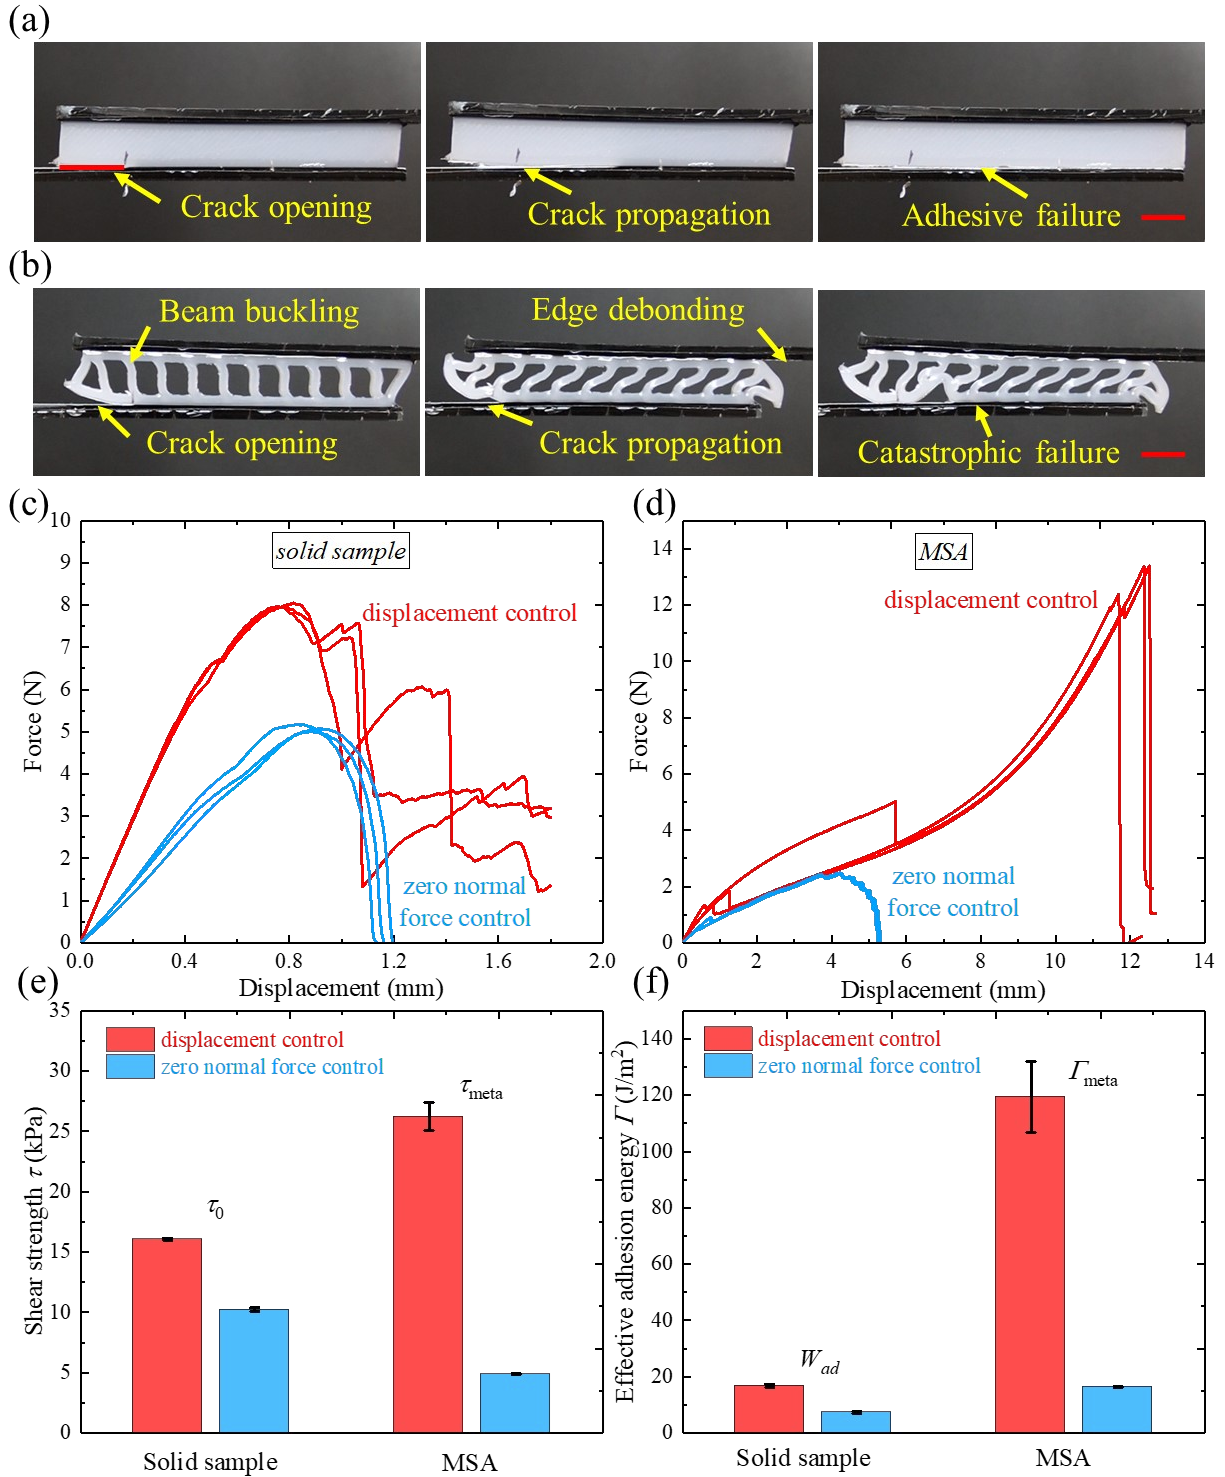 (a)
Crack opening
Crack propagation
Adhesive failure
(b)
Beam buckling
Crack opening
Edge debonding
Crack propagation
Catastrophic failure
(c)
10
9
8
7
6
5
4
3
2
1
0
Force (N)
solid sample
displacement control
zero normal
force control
0.0 0.4 0.8 1.2 1.6 2.0
Displacement (mm)
(d)
14
12
10
8
6
4
2
0
Force (N)
MSA
displacement control
zero normal
force control
0 2 4 6 8 10 12 14
Displacement (mm)
(e)
35
30
25
20
15
10
5
0
Shear strength τ (kPa)
displacement control
zero normal force control
τ0
τmeta
Solid sample MSA
(f)
140
120
100
80
60
40
20
0
Effective adhesion energy Γ (J/m²)
displacement control
zero normal force control
Wad
Γmeta
Solid sample MSA